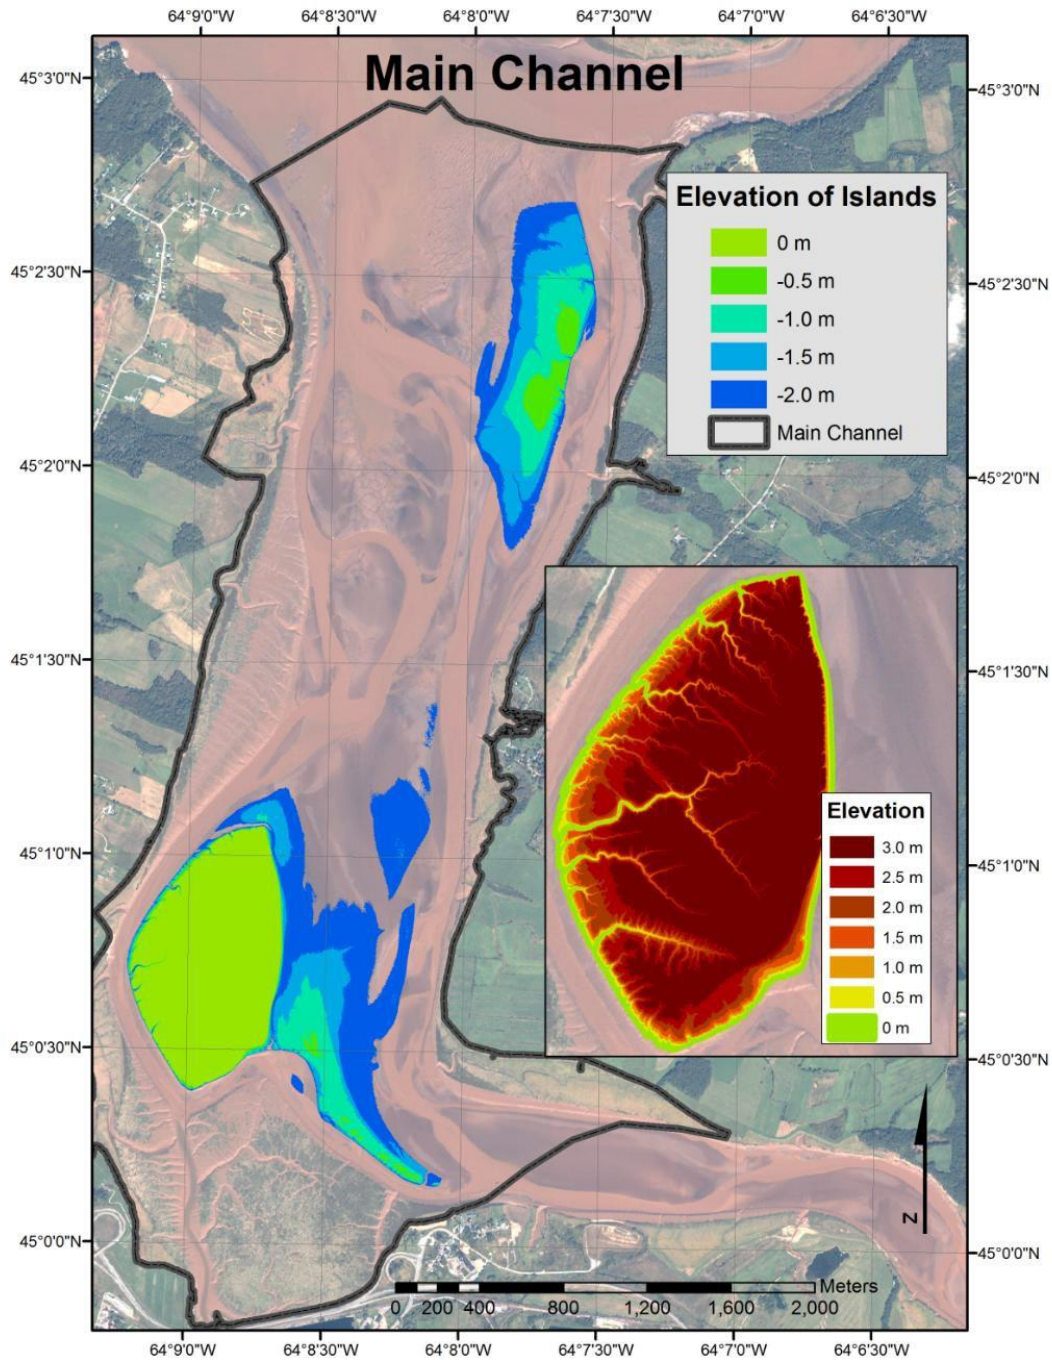 64°9'0"W 64°8'30"W 64°8'0"W 64°7'30"W 64°7'0"W 64°6'30"W
Main Channel
45°3'0"N
45°3'0"N
Elevation of Islands
0 m
-0.5 m
-1.0 m
-1.5 m
-2.0 m
Main Channel
45°2'30"N
45°2'30"N
45°2'0"N
45°2'0"N
45°1'30"N
45°1'30"N
Elevation
3.0 m
2.5 m
2.0 m
1.5 m
1.0 m
0.5 m
0 m
45°1'0"N
45°1'0"N
45°0'30"N
45°0'30"N
N
45°0'0"N
45°0'0"N
Meters
0 200 400 800 1,200 1,600 2,000
64°9'0"W 64°8'30"W 64°8'0"W 64°7'30"W 64°7'0"W 64°6'30"W